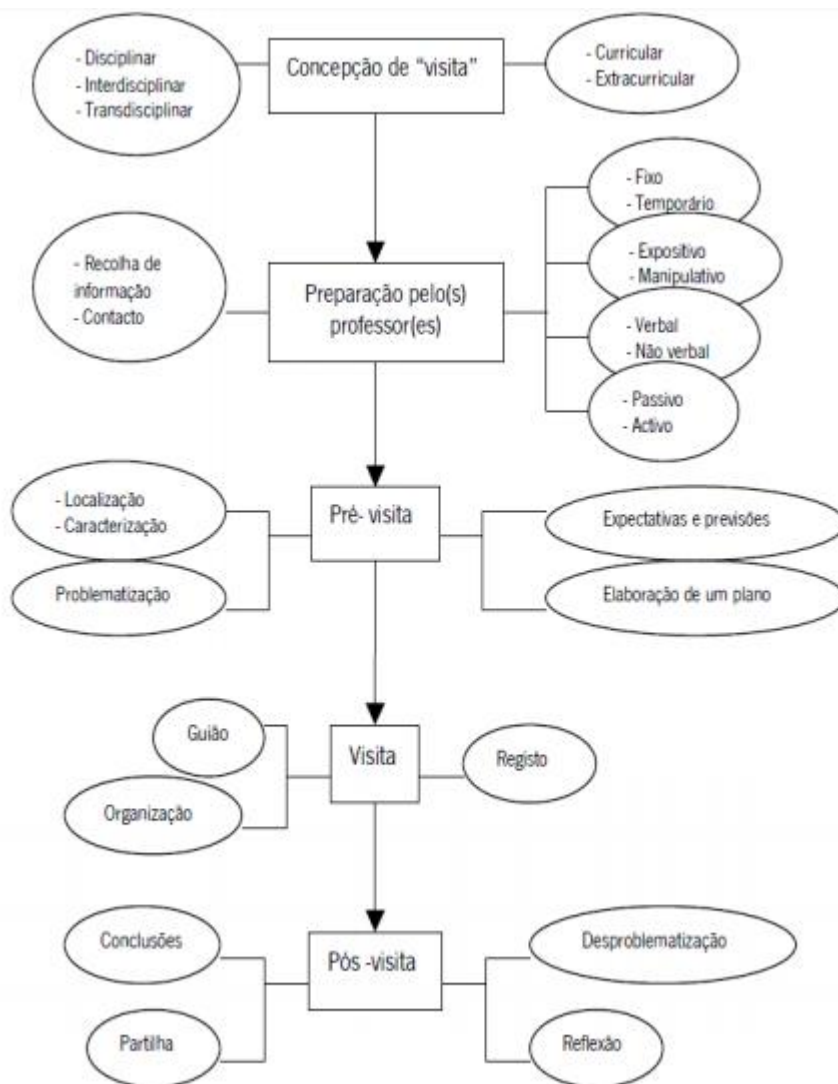 - Disciplinar
- Interdisciplinar
- Transdisciplinar
Concepção de “visita”
- Curricular
- Extracurricular
- Recolha de
informação
- Contacto
Preparação pelo(s)
professor(es)
- Fixo
- Temporário
- Expositivo
- Manipulativo
- Verbal
- Não verbal
- Passivo
- Activo
- Localização
- Caracterização
Problematização
Pré- visita
Expectativas e previsões
Elaboração de um plano
Guião
Organização
Visita
Registo
Conclusões
Partilha
Pós -visita
Desproblematização
Reflexão